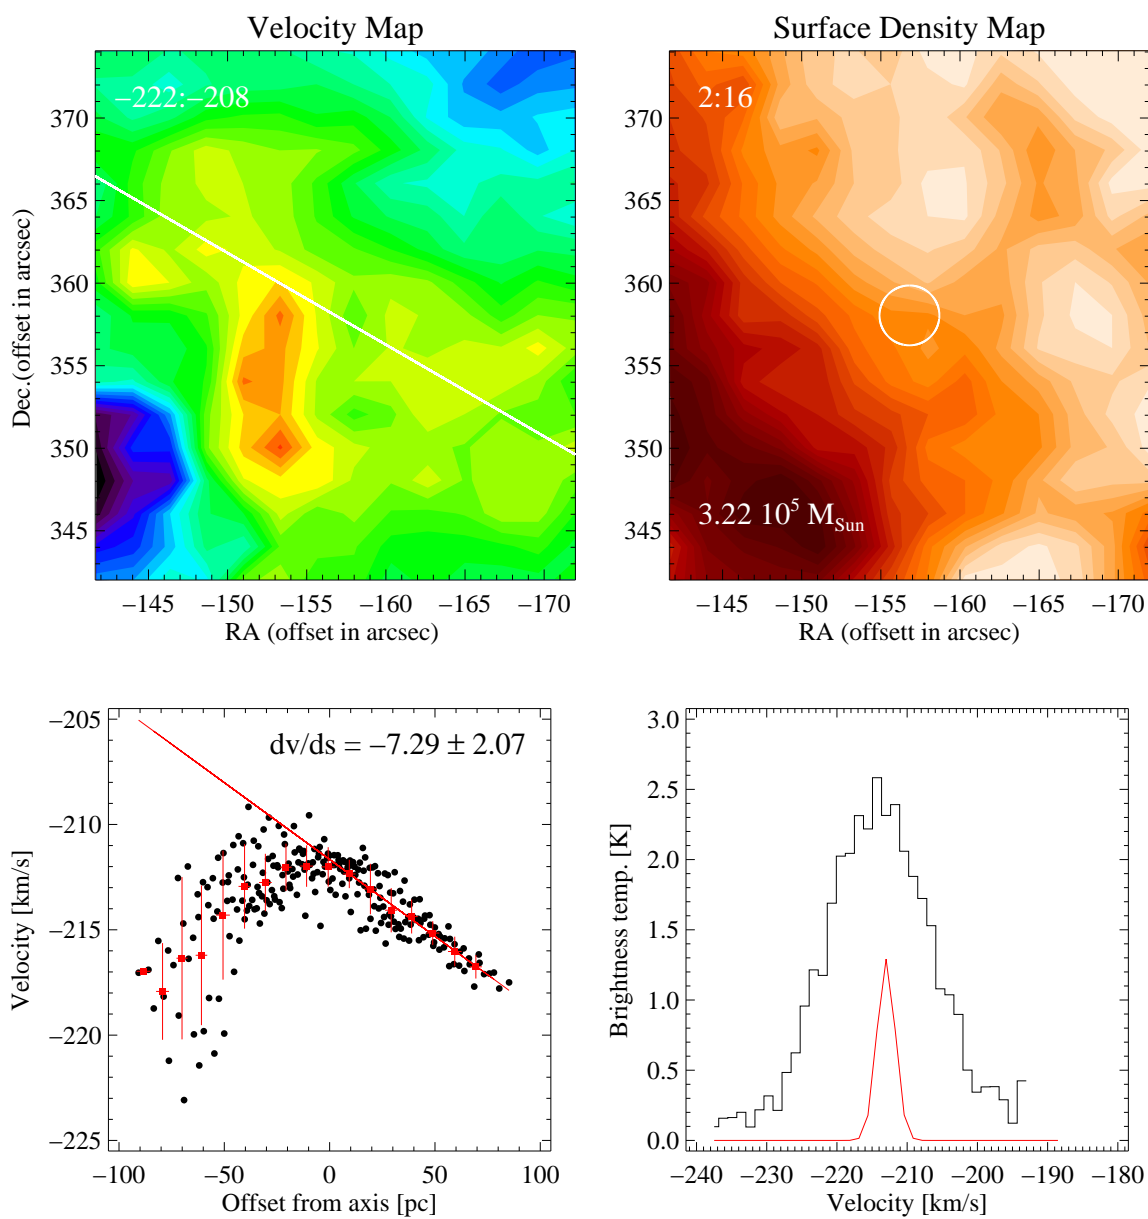 Velocity Map
−222:−208
370
365
360
355
350
345
Dec.(offset in arcsec)
−145 −150 −155 −160 −165 −170
RA (offset in arcsec)
Surface Density Map
2:16
370
365
360
355
350
345
3.22 10⁵ M_Sun
−145 −150 −155 −160 −165 −170
RA (offsett in arcsec)
−205
−210
−215
−220
−225
Velocity [km/s]
dv/ds = −7.29 ± 2.07
−100 −50 0 50 100
Offset from axis [pc]
3.0
2.5
2.0
1.5
1.0
0.5
0.0
Brightness temp. [K]
−240 −230 −220 −210 −200 −190 −180
Velocity [km/s]